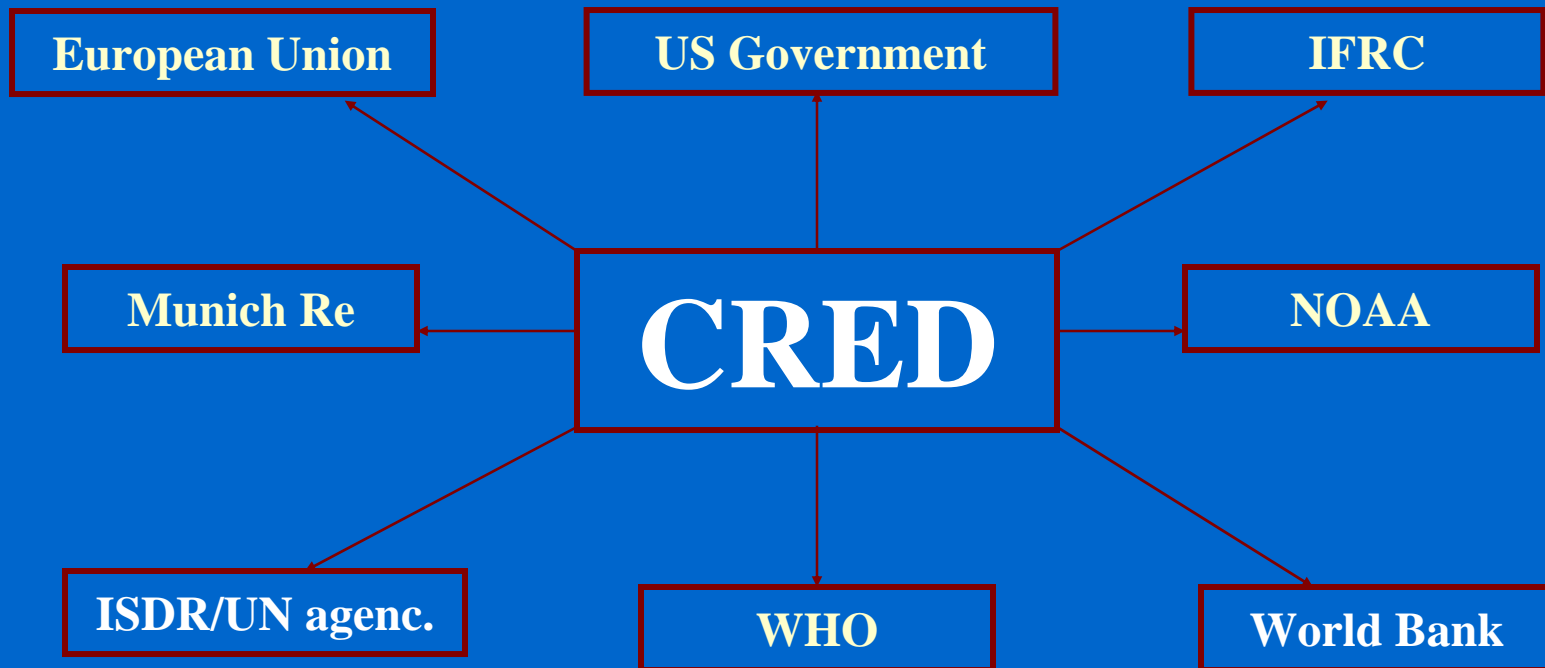 European Union
US Government
IFRC
Munich Re
CRED
NOAA
ISDR/UN agenc.
WHO
World Bank